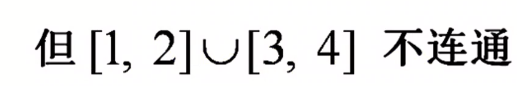 但 [1, 2]∪[3, 4] 不连通